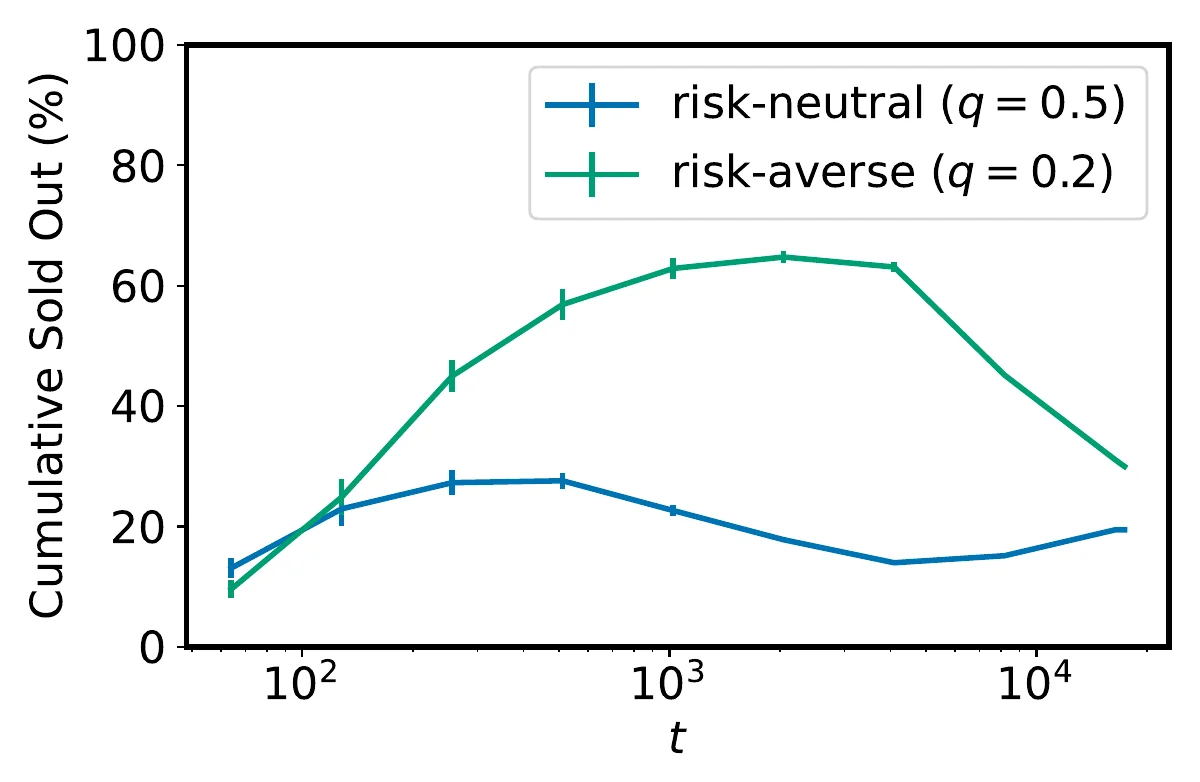 Cumulative Sold Out (%)
100
80
60
40
20
0
risk-neutral (q = 0.5)
risk-averse (q = 0.2)
10²
10³
10⁴
t